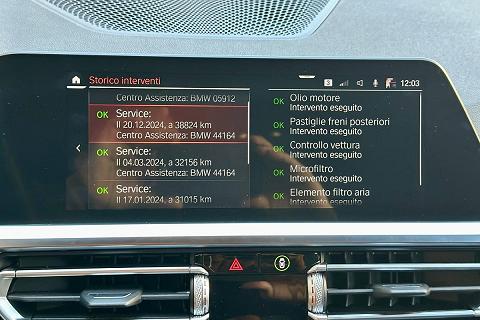 Storico interventi
S
12:03
Centro Assistenza: BMW 05912
OK Service:
Il 20.12.2024, a 38824 km
Centro Assistenza: BMW 44164
OK Service:
Il 04.03.2024, a 32156 km
Centro Assistenza: BMW 44164
OK Service:
Il 17.01.2024, a 31015 km
OK Olio motore
Intervento eseguito
OK Pastiglie freni posteriori
Intervento eseguito
OK Controllo vettura
Intervento eseguito
OK Microfiltro
Intervento eseguito
OK Elemento filtro aria
Intervento eseguito